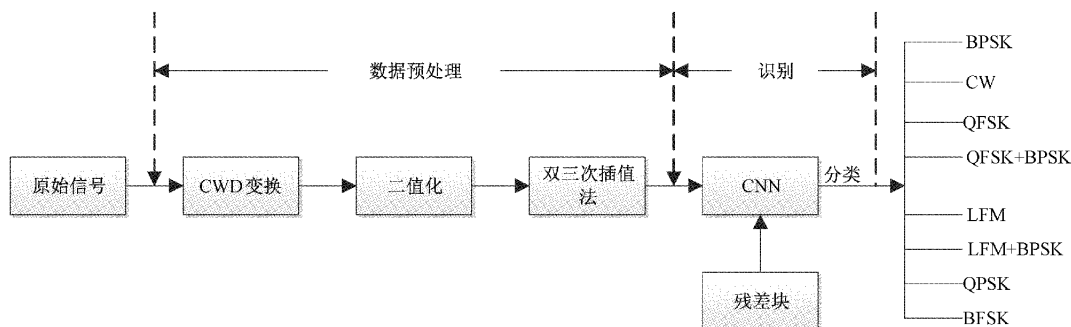 数据预处理
识别
原始信号
CWD变换
二值化
双三次插值
法
CNN
分类
残差块
BPSK
CW
QFSK
QFSK+BPSK
LFM
LFM+BPSK
QPSK
BFSK